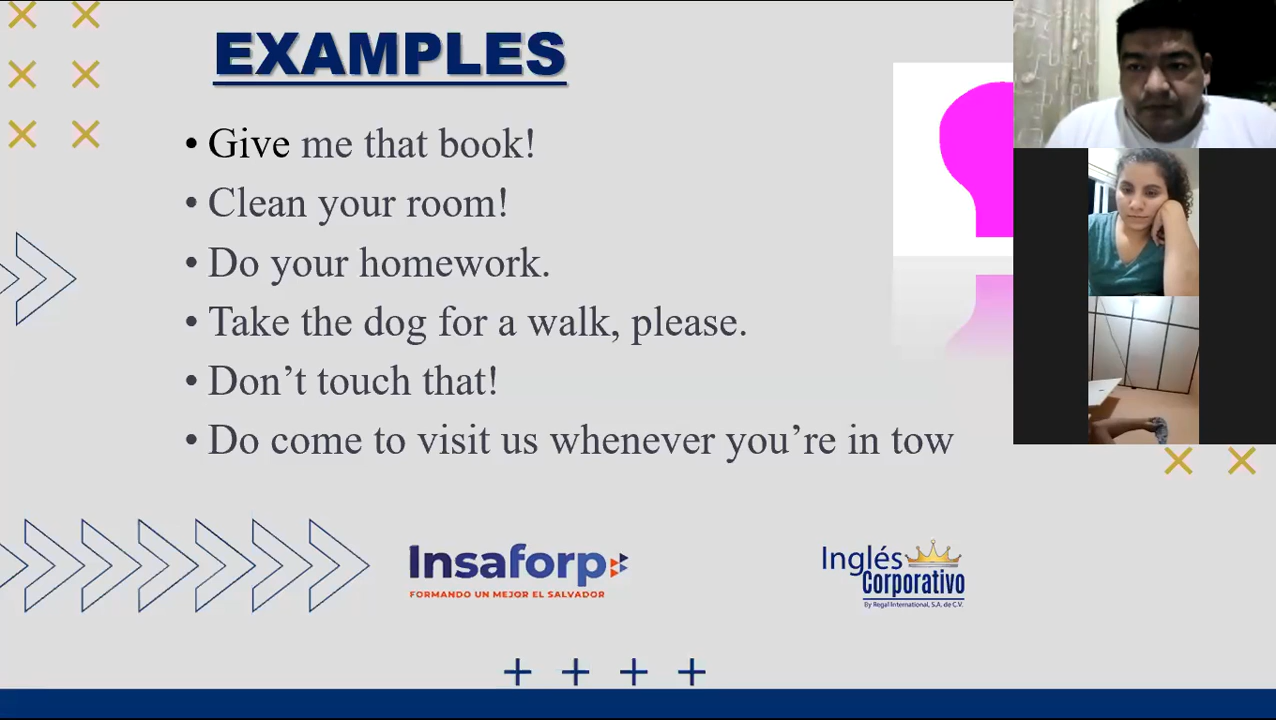 EXAMPLES
• Give me that book!
• Clean your room!
• Do your homework.
• Take the dog for a walk, please.
• Don’t touch that!
• Do come to visit us whenever you’re in tow
Insaforp
FORMANDO UN MEJOR EL SALVADOR
Inglés
Corporativo
By Regal International, S.A. de C.V.